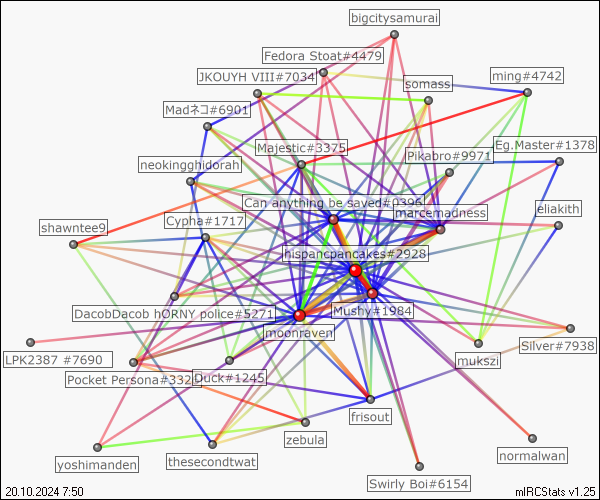 bigcitysamurai
Fedora Stoat#4479
JKOUYH VIII#7034
somass
ming#4742
Madネコ#6901
Majestic#3375
Pikabro#9971
Eg.Master#1378
neokingghidorah
Can anything be saved#0396
marcemadness
eliakith
Cypha#1717
shawntee9
hispancpancakes#2928
DacobDacob hORNY police#5271
Mushy#1984
moonraven
LPK2387 #7690
Pocket Persona#332
Duck#1245
mukszi
Silver#7938
frisout
zebula
yoshimanden
thesecondtwat
normalwan
Swirly Boi#6154
20.10.2024 7:50
mIRCStats v1.25